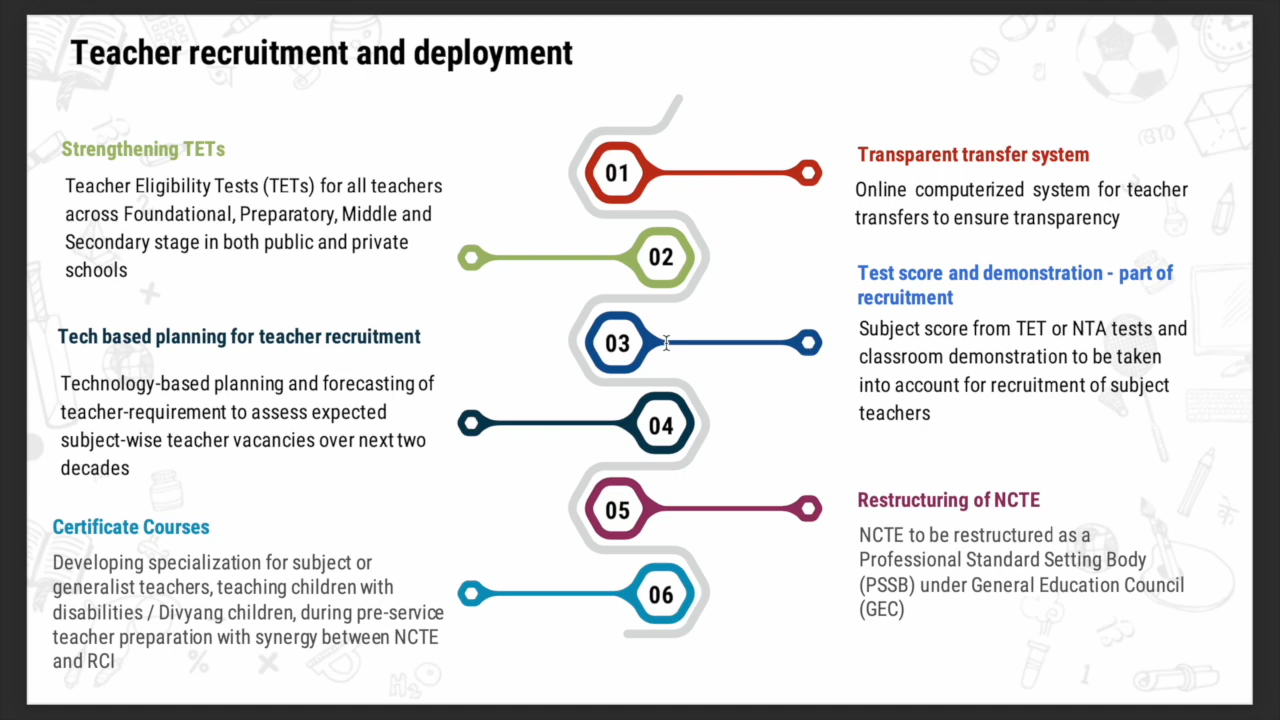 Teacher recruitment and deployment
01
Transparent transfer system
Online computerized system for teacher
transfers to ensure transparency
02
Strengthening TETs
Teacher Eligibility Tests (TETs) for all teachers
across Foundational, Preparatory, Middle and
Secondary stage in both public and private
schools
03
Test score and demonstration - part of
recruitment
Subject score from TET or NTA tests and
classroom demonstration to be taken
into account for recruitment of subject
teachers
04
Tech based planning for teacher recruitment
Technology-based planning and forecasting of
teacher-requirement to assess expected
subject-wise teacher vacancies over next two
decades
05
Restructuring of NCTE
NCTE to be restructured as a
Professional Standard Setting Body
(PSSB) under General Education Council
(GEC)
06
Certificate Courses
Developing specialization for subject or
generalist teachers, teaching children with
disabilities / Divyang children, during pre-service
teacher preparation with synergy between NCTE
and RCI
H₂O